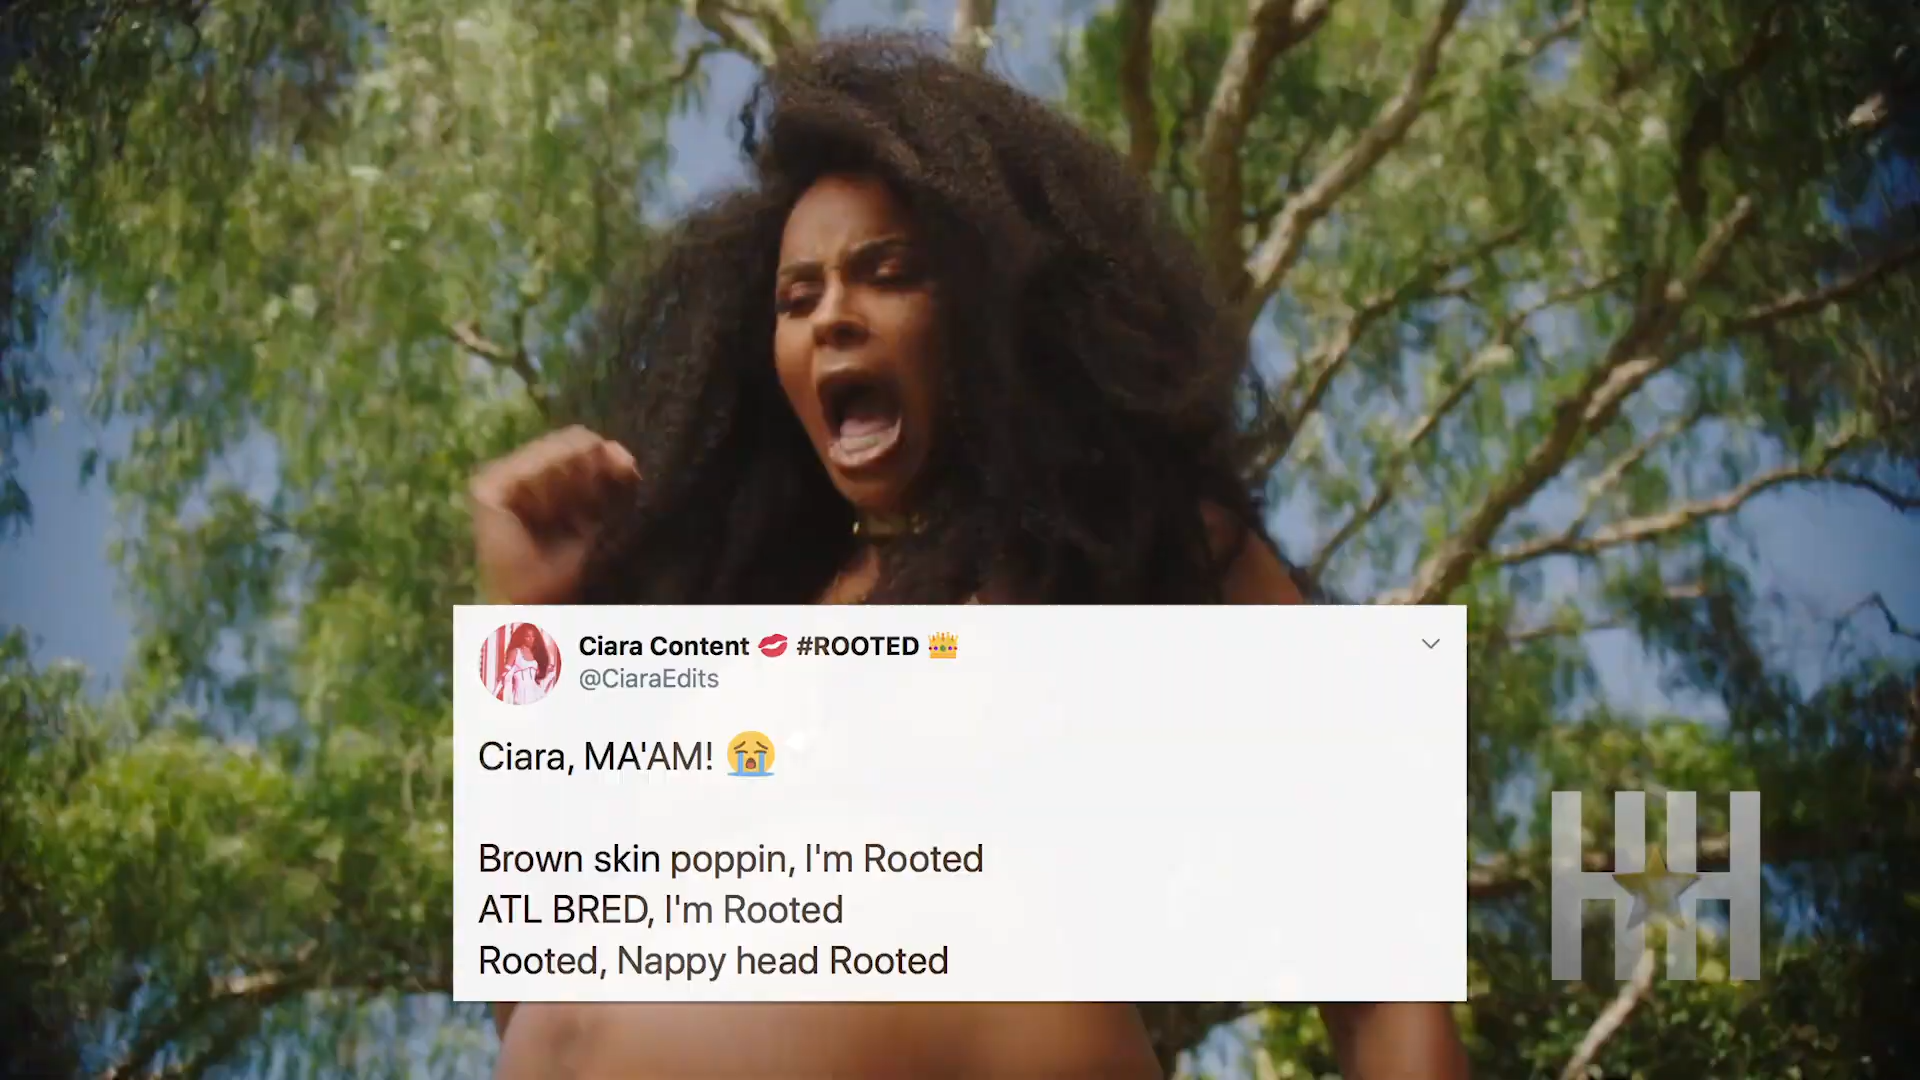 Ciara Content 💋 #ROOTED 👑
@CiaraEdits
Ciara, MA'AM! 😭
Brown skin poppin, I'm Rooted
ATL BRED, I'm Rooted
Rooted, Nappy head Rooted
HH